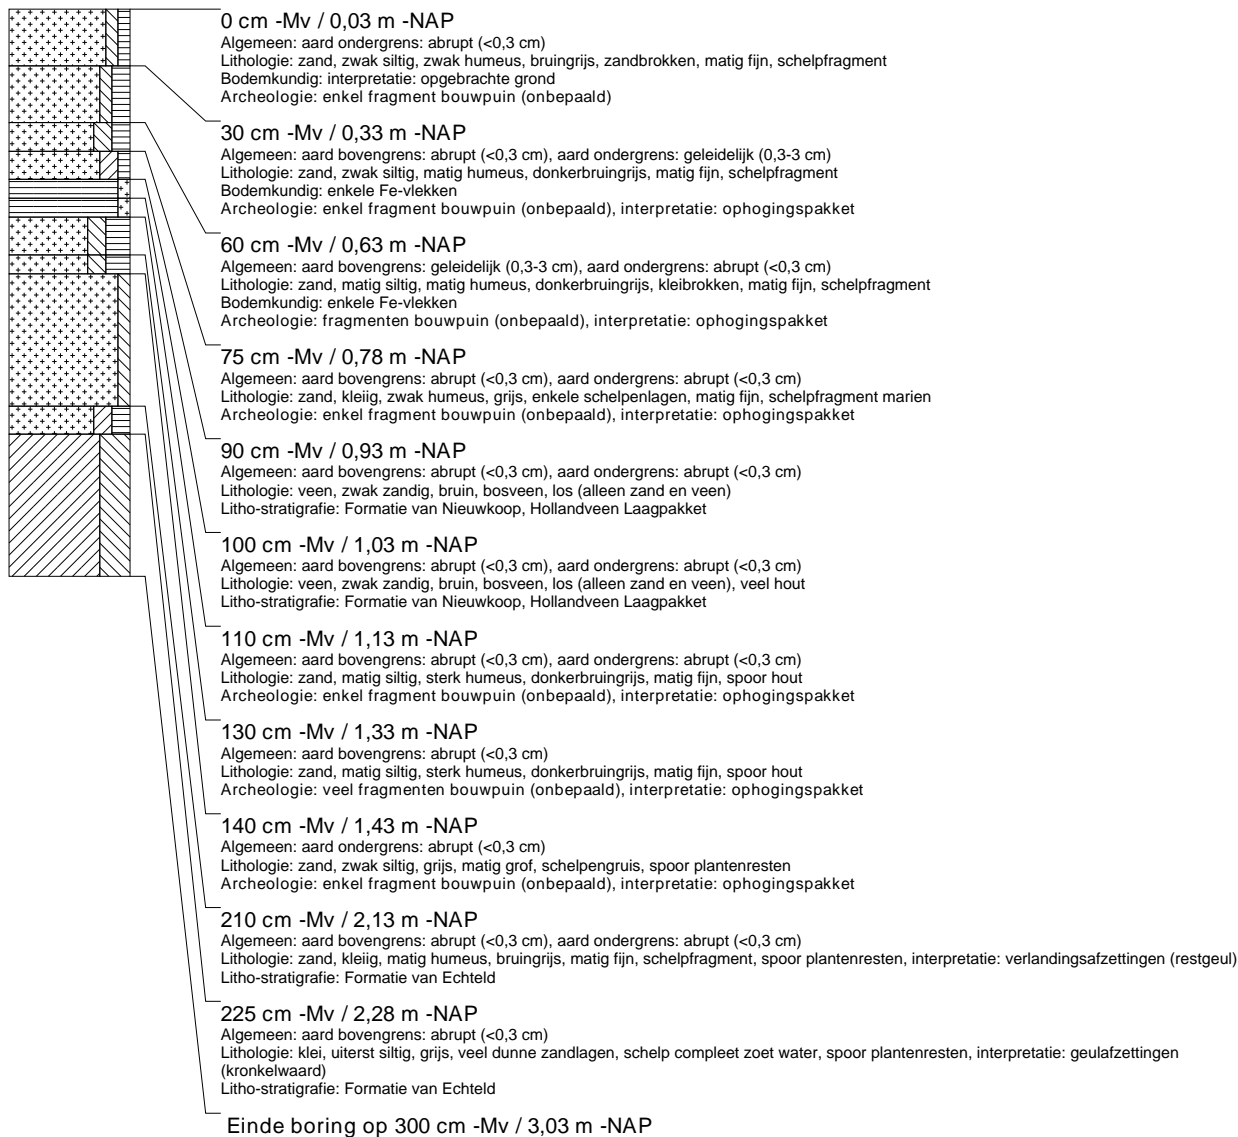 0 cm -Mv / 0,03 m -NAP
Algemeen: aard ondergrens: abrupt (<0,3 cm)
Lithologie: zand, zwak siltig, zwak humeus, bruingrijs, zandbrokken, matig fijn, schelpfragment
Bodemkundig: interpretatie: opgebrachte grond
Archeologie: enkel fragment bouwpuin (onbepaald)
30 cm -Mv / 0,33 m -NAP
Algemeen: aard bovengrens: abrupt (<0,3 cm), aard ondergrens: geleidelijk (0,3-3 cm)
Lithologie: zand, zwak siltig, matig humeus, donkerbruingrijs, matig fijn, schelpfragment
Bodemkundig: enkele Fe-vlekken
Archeologie: enkel fragment bouwpuin (onbepaald), interpretatie: ophogingspakket
60 cm -Mv / 0,63 m -NAP
Algemeen: aard bovengrens: geleidelijk (0,3-3 cm), aard ondergrens: abrupt (<0,3 cm)
Lithologie: zand, matig siltig, matig humeus, donkerbruingrijs, kleibrokken, matig fijn, schelpfragment
Bodemkundig: enkele Fe-vlekken
Archeologie: fragmenten bouwpuin (onbepaald), interpretatie: ophogingspakket
75 cm -Mv / 0,78 m -NAP
Algemeen: aard bovengrens: abrupt (<0,3 cm), aard ondergrens: abrupt (<0,3 cm)
Lithologie: zand, kleiig, zwak humeus, grijs, enkele schelpenlagen, matig fijn, schelpfragment marien
Archeologie: enkel fragment bouwpuin (onbepaald), interpretatie: ophogingspakket
90 cm -Mv / 0,93 m -NAP
Algemeen: aard bovengrens: abrupt (<0,3 cm), aard ondergrens: abrupt (<0,3 cm)
Lithologie: veen, zwak zandig, bruin, bosveen, los (alleen zand en veen)
Litho-stratigrafie: Formatie van Nieuwkoop, Hollandveen Laagpakket
100 cm -Mv / 1,03 m -NAP
Algemeen: aard bovengrens: abrupt (<0,3 cm), aard ondergrens: abrupt (<0,3 cm)
Lithologie: veen, zwak zandig, bruin, bosveen, los (alleen zand en veen), veel hout
Litho-stratigrafie: Formatie van Nieuwkoop, Hollandveen Laagpakket
110 cm -Mv / 1,13 m -NAP
Algemeen: aard bovengrens: abrupt (<0,3 cm), aard ondergrens: abrupt (<0,3 cm)
Lithologie: zand, matig siltig, sterk humeus, donkerbruingrijs, matig fijn, spoor hout
Archeologie: enkel fragment bouwpuin (onbepaald), interpretatie: ophogingspakket
130 cm -Mv / 1,33 m -NAP
Algemeen: aard bovengrens: abrupt (<0,3 cm)
Lithologie: zand, matig siltig, sterk humeus, donkerbruingrijs, matig fijn, spoor hout
Archeologie: veel fragmenten bouwpuin (onbepaald), interpretatie: ophogingspakket
140 cm -Mv / 1,43 m -NAP
Algemeen: aard ondergrens: abrupt (<0,3 cm)
Lithologie: zand, zwak siltig, grijs, matig grof, schelpengruis, spoor plantenresten
Archeologie: enkel fragment bouwpuin (onbepaald), interpretatie: ophogingspakket
210 cm -Mv / 2,13 m -NAP
Algemeen: aard bovengrens: abrupt (<0,3 cm), aard ondergrens: abrupt (<0,3 cm)
Lithologie: zand, kleiig, matig humeus, bruingrijs, matig fijn, schelpfragment, spoor plantenresten, interpretatie: verlandingsafzettingen (restgeul)
Litho-stratigrafie: Formatie van Echteld
225 cm -Mv / 2,28 m -NAP
Algemeen: aard bovengrens: abrupt (<0,3 cm)
Lithologie: klei, uiterst siltig, grijs, veel dunne zandlagen, schelp compleet zoet water, spoor plantenresten, interpretatie: geulafzettingen
(kronkelwaard)
Litho-stratigrafie: Formatie van Echteld
Einde boring op 300 cm -Mv / 3,03 m -NAP